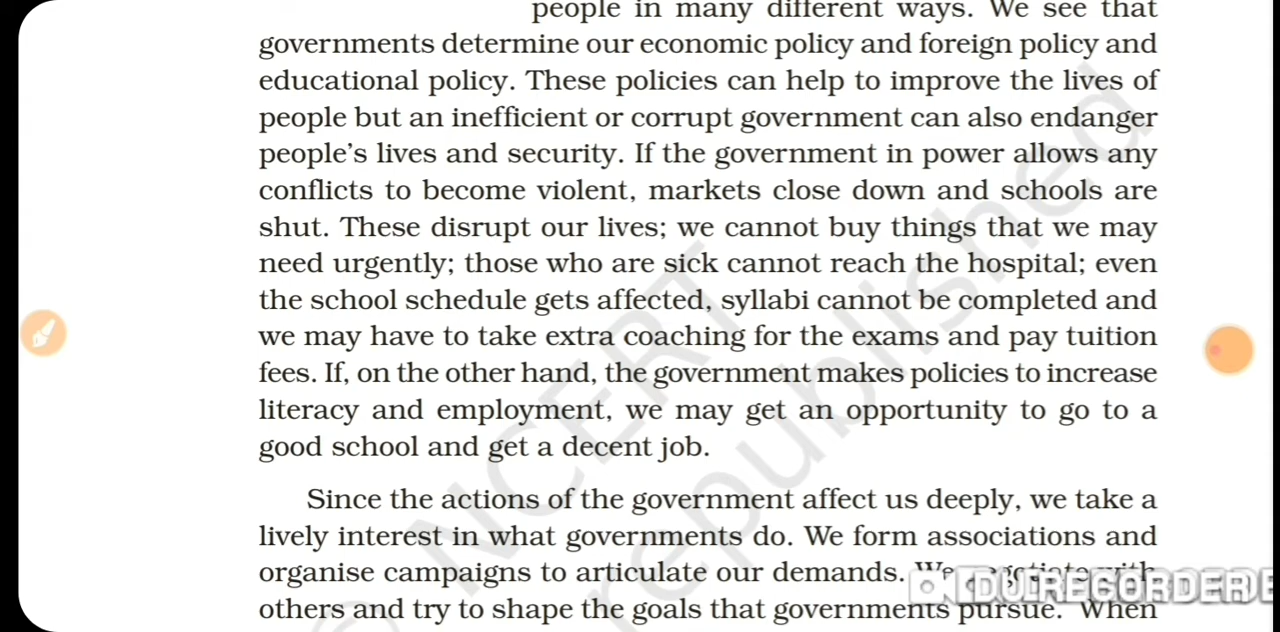 people in many different ways. We see that
governments determine our economic policy and foreign policy and
educational policy. These policies can help to improve the lives of
people but an inefficient or corrupt government can also endanger
people's lives and security. If the government in power allows any
conflicts to become violent, markets close down and schools are
shut. These disrupt our lives; we cannot buy things that we may
need urgently; those who are sick cannot reach the hospital; even
the school schedule gets affected, syllabi cannot be completed and
we may have to take extra coaching for the exams and pay tuition
fees. If, on the other hand, the government makes policies to increase
literacy and employment, we may get an opportunity to go to a
good school and get a decent job.
Since the actions of the government affect us deeply, we take a
lively interest in what governments do. We form associations and
organise campaigns to articulate our demands. We negotiate with
others and try to shape the goals that governments pursue. When
NCERT
republished